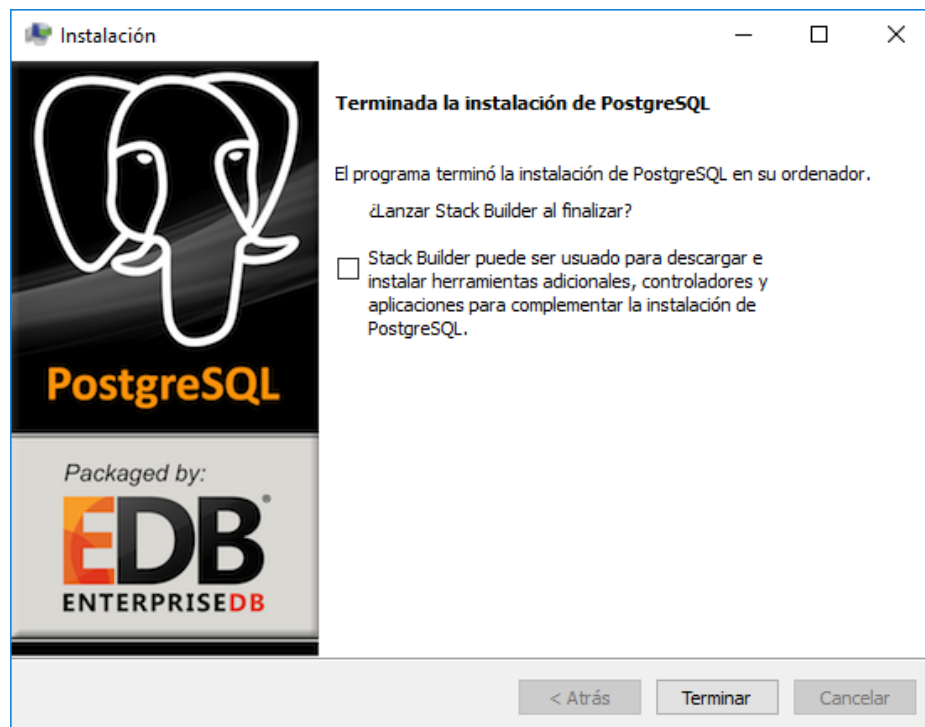 Instalación
Terminada la instalación de PostgreSQL
El programa terminó la instalación de PostgreSQL en su ordenador.
¿Lanzar Stack Builder al finalizar?
Stack Builder puede ser usado para descargar e
instalar herramientas adicionales, controladores y
aplicaciones para complementar la instalación de
PostgreSQL.
PostgreSQL
Packaged by:
EDB®
ENTERPRISEDB
< Atrás
Terminar
Cancelar